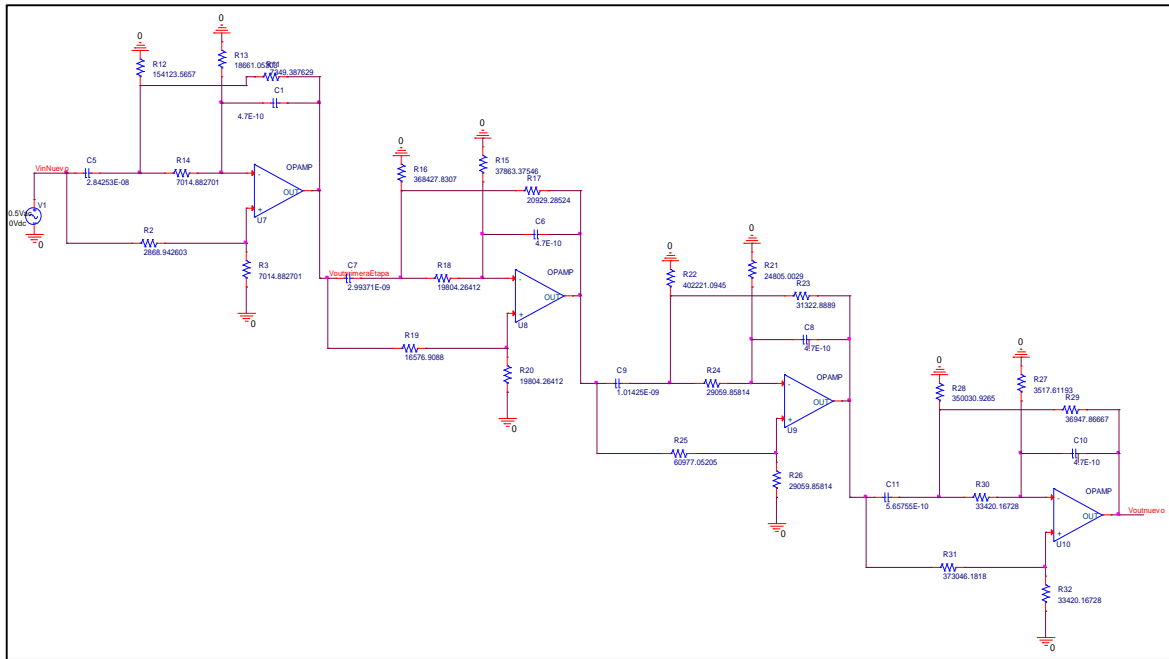 0
0
R12
154123.5657
R13
18661.05303
R11
7349.387629
C1
4.7E-10
VinNuevo
C5
2.84253E-08
R14
7014.882701
OPAMP
-
+
OUT
U7
V1
0.5Vac
0Vdc
0
R2
2868.942603
R3
7014.882701
0
0
0
R16
368427.8307
R15
37863.37546
R17
20929.28524
C6
4.7E-10
C7
2.99371E-09
R18
19804.26412
OPAMP
-
+
OUT
U8
R19
16576.9088
R20
19804.26412
0
0
0
R22
402221.0945
R21
24805.0029
R23
31322.8889
C8
4.7E-10
C9
1.01425E-09
R24
29059.85814
OPAMP
-
+
OUT
U9
R25
60977.05205
R26
29059.85814
0
0
0
R28
350030.9265
R27
3517.61193
R29
36947.86667
C10
4.7E-10
C11
5.65755E-10
R30
33420.16728
OPAMP
-
+
OUT
U10
Voutnuevo
R31
373046.1818
R32
33420.16728
0